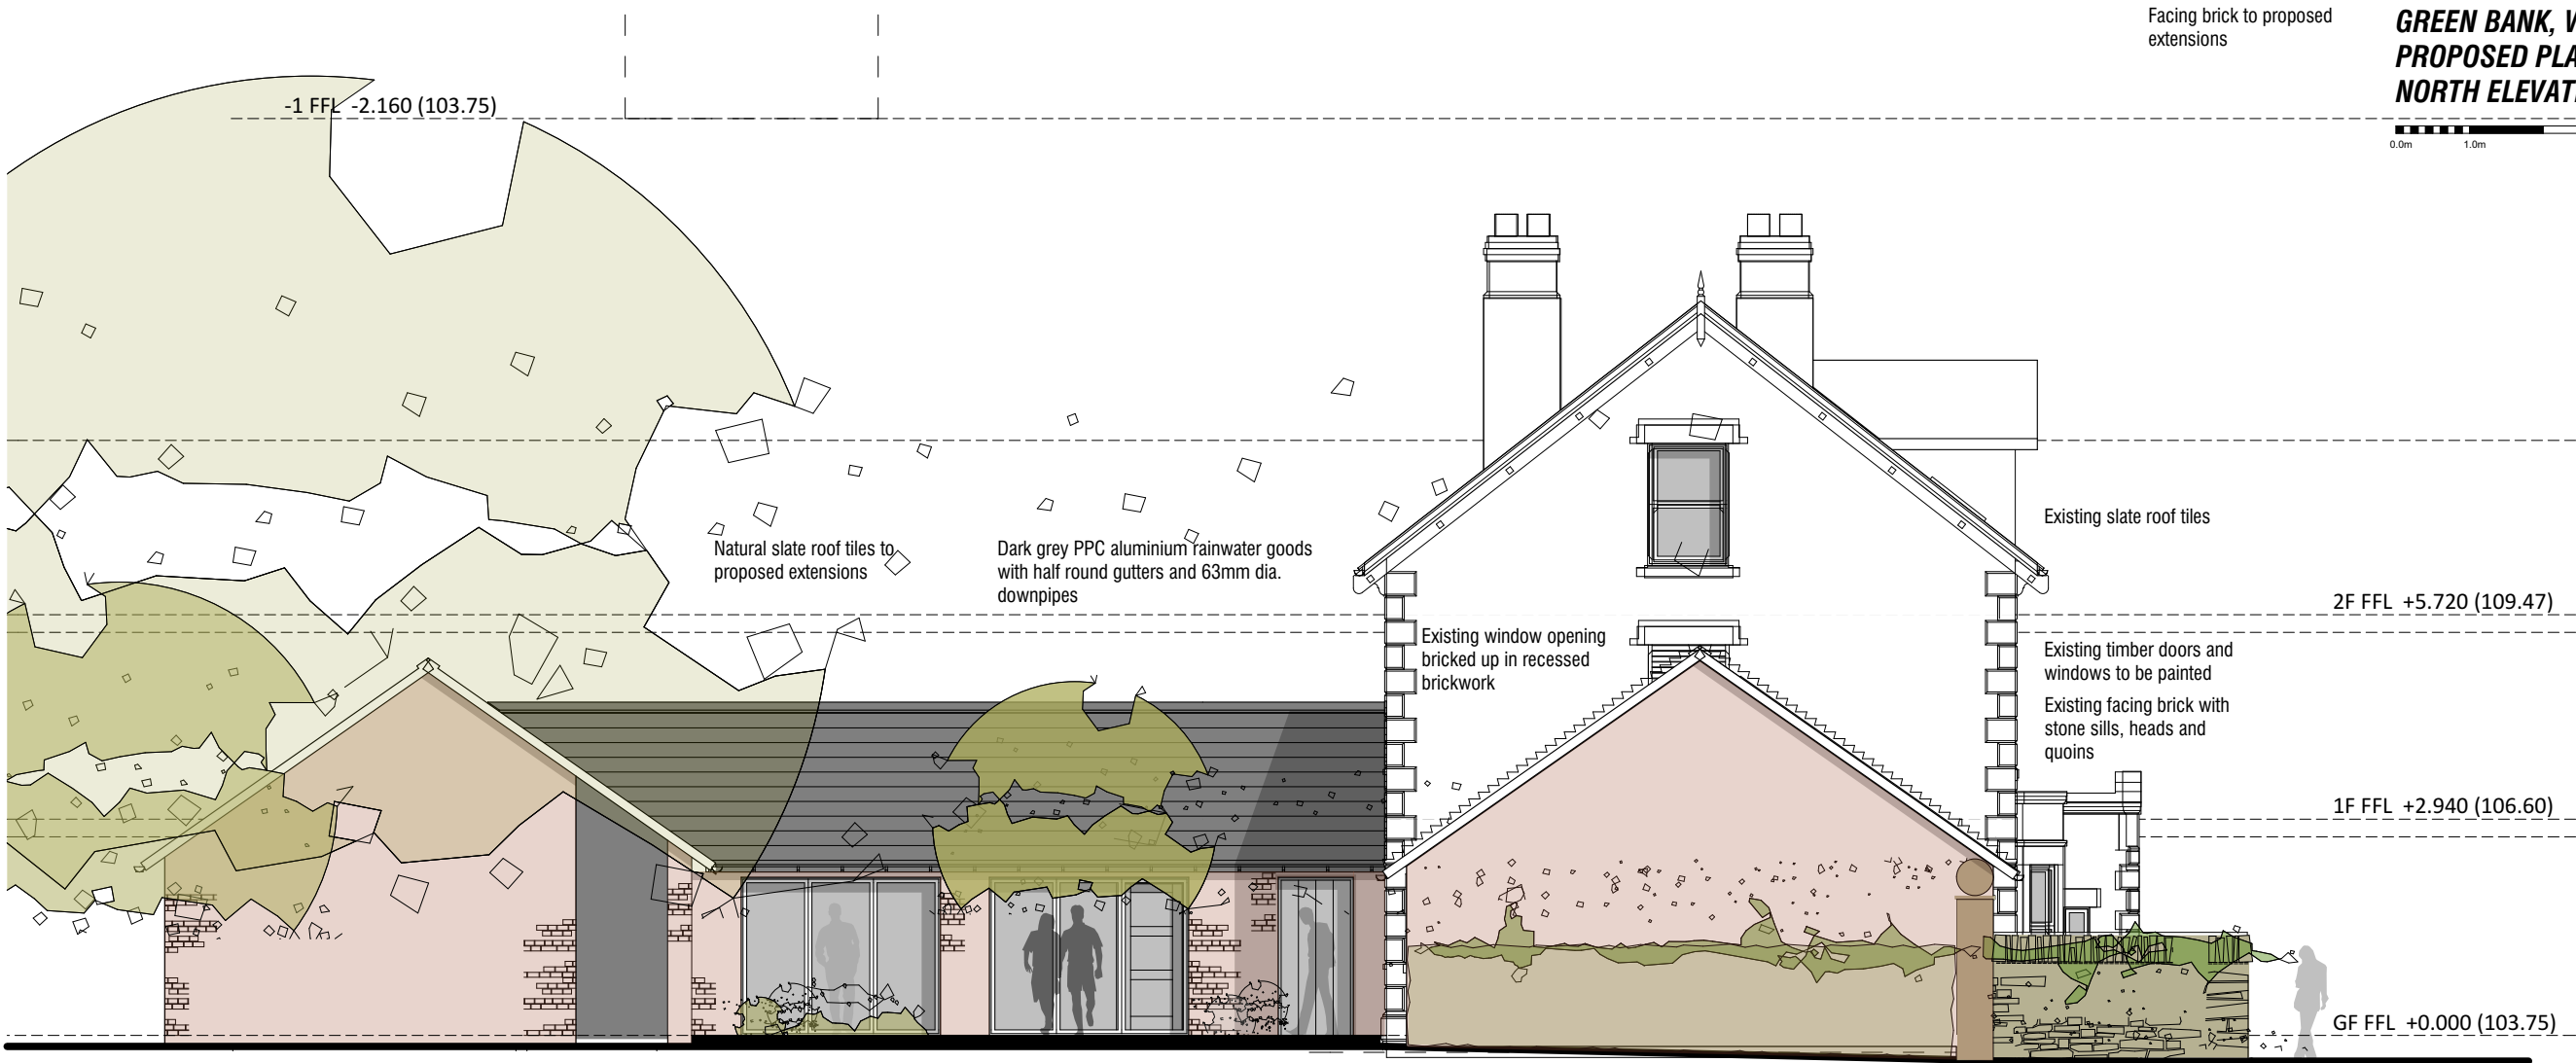 Facing brick to proposed
extensions
GREEN BANK,
PROPOSED
NORTH
0.0m 1.0m
-1 FFL -2.160 (103.75)
Natural slate roof tiles to
proposed extensions
Dark grey PPC aluminium rainwater goods
with half round gutters and 63mm dia.
downpipes
Existing slate roof tiles
2F FFL +5.720 (109.47)
Existing window opening
bricked up in recessed
brickwork
Existing timber doors and
windows to be painted
Existing facing brick with
stone sills, heads and
quoins
1F FFL +2.940 (106.60)
GF FFL +0.000 (103.75)